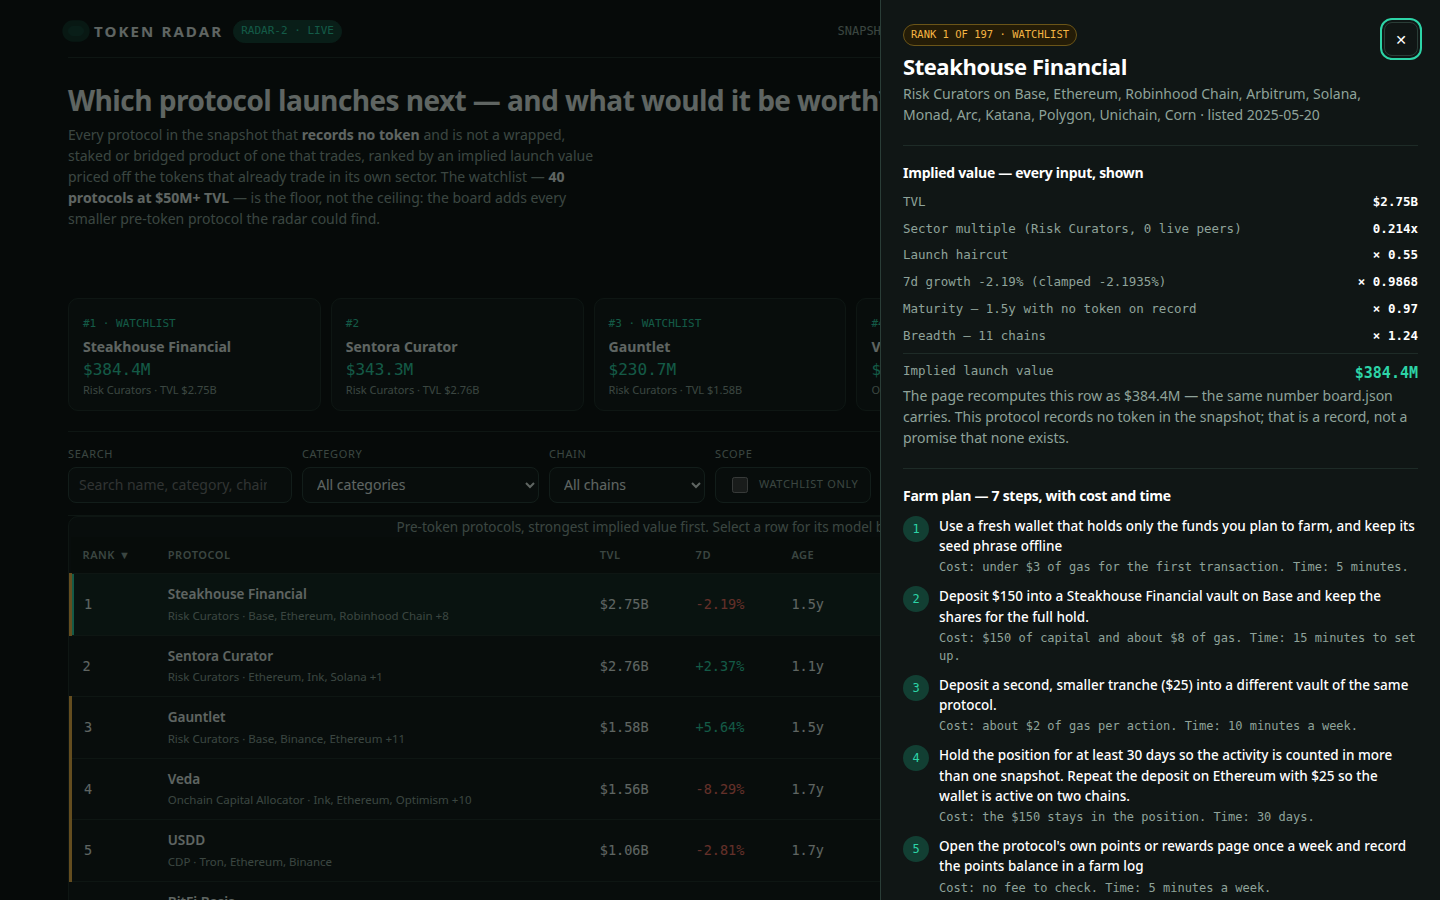 TOKEN RADAR
RADAR-2 · LIVE
SNAPSH
Which protocol launches next — and what would it be worth
Every protocol in the snapshot that records no token and is not a wrapped,
staked or bridged product of one that trades, ranked by an implied launch value
priced off the tokens that already trade in its own sector. The watchlist — 40
protocols at $50M+ TVL — is the floor, not the ceiling: the board adds every
smaller pre-token protocol the radar could find.
#1 · WATCHLIST
Steakhouse Financial
$384.4M
Risk Curators · TVL $2.75B
#2
Sentora Curator
$343.3M
Risk Curators · TVL $2.76B
#3 · WATCHLIST
Gauntlet
$230.7M
Risk Curators · TVL $1.58B
SEARCH
CATEGORY
CHAIN
SCOPE
Search name, category, chair
All categories
All chains
WATCHLIST ONLY
Pre-token protocols, strongest implied value first. Select a row for its model b
RANK ▼ PROTOCOL TVL 7D AGE
1 Steakhouse Financial $2.75B -2.19% 1.5y
Risk Curators · Base, Ethereum, Robinhood Chain +8
2 Sentora Curator $2.76B +2.37% 1.1y
Risk Curators · Ethereum, Ink, Solana +1
3 Gauntlet $1.58B +5.64% 1.5y
Risk Curators · Base, Binance, Ethereum +11
4 Veda $1.56B -8.29% 1.7y
Onchain Capital Allocator · Ink, Ethereum, Optimism +10
5 USDD $1.06B -2.81% 1.7y
CDP · Tron, Ethereum, Binance
RANK 1 OF 197 · WATCHLIST
✕
Steakhouse Financial
Risk Curators on Base, Ethereum, Robinhood Chain, Arbitrum, Solana,
Monad, Arc, Katana, Polygon, Unichain, Corn · listed 2025-05-20
Implied value — every input, shown
TVL $2.75B
Sector multiple (Risk Curators, 0 live peers) 0.214x
Launch haircut × 0.55
7d growth -2.19% (clamped -2.1935%) × 0.9868
Maturity — 1.5y with no token on record × 0.97
Breadth — 11 chains × 1.24
Implied launch value $384.4M
The page recomputes this row as $384.4M — the same number board.json
carries. This protocol records no token in the snapshot; that is a record, not a
promise that none exists.
Farm plan — 7 steps, with cost and time
1 Use a fresh wallet that holds only the funds you plan to farm, and keep its
seed phrase offline
Cost: under $3 of gas for the first transaction. Time: 5 minutes.
2 Deposit $150 into a Steakhouse Financial vault on Base and keep the
shares for the full hold.
Cost: $150 of capital and about $8 of gas. Time: 15 minutes to set
up.
3 Deposit a second, smaller tranche ($25) into a different vault of the same
protocol.
Cost: about $2 of gas per action. Time: 10 minutes a week.
4 Hold the position for at least 30 days so the activity is counted in more
than one snapshot. Repeat the deposit on Ethereum with $25 so the
wallet is active on two chains.
Cost: the $150 stays in the position. Time: 30 days.
5 Open the protocol's own points or rewards page once a week and record
the points balance in a farm log
Cost: no fee to check. Time: 5 minutes a week.